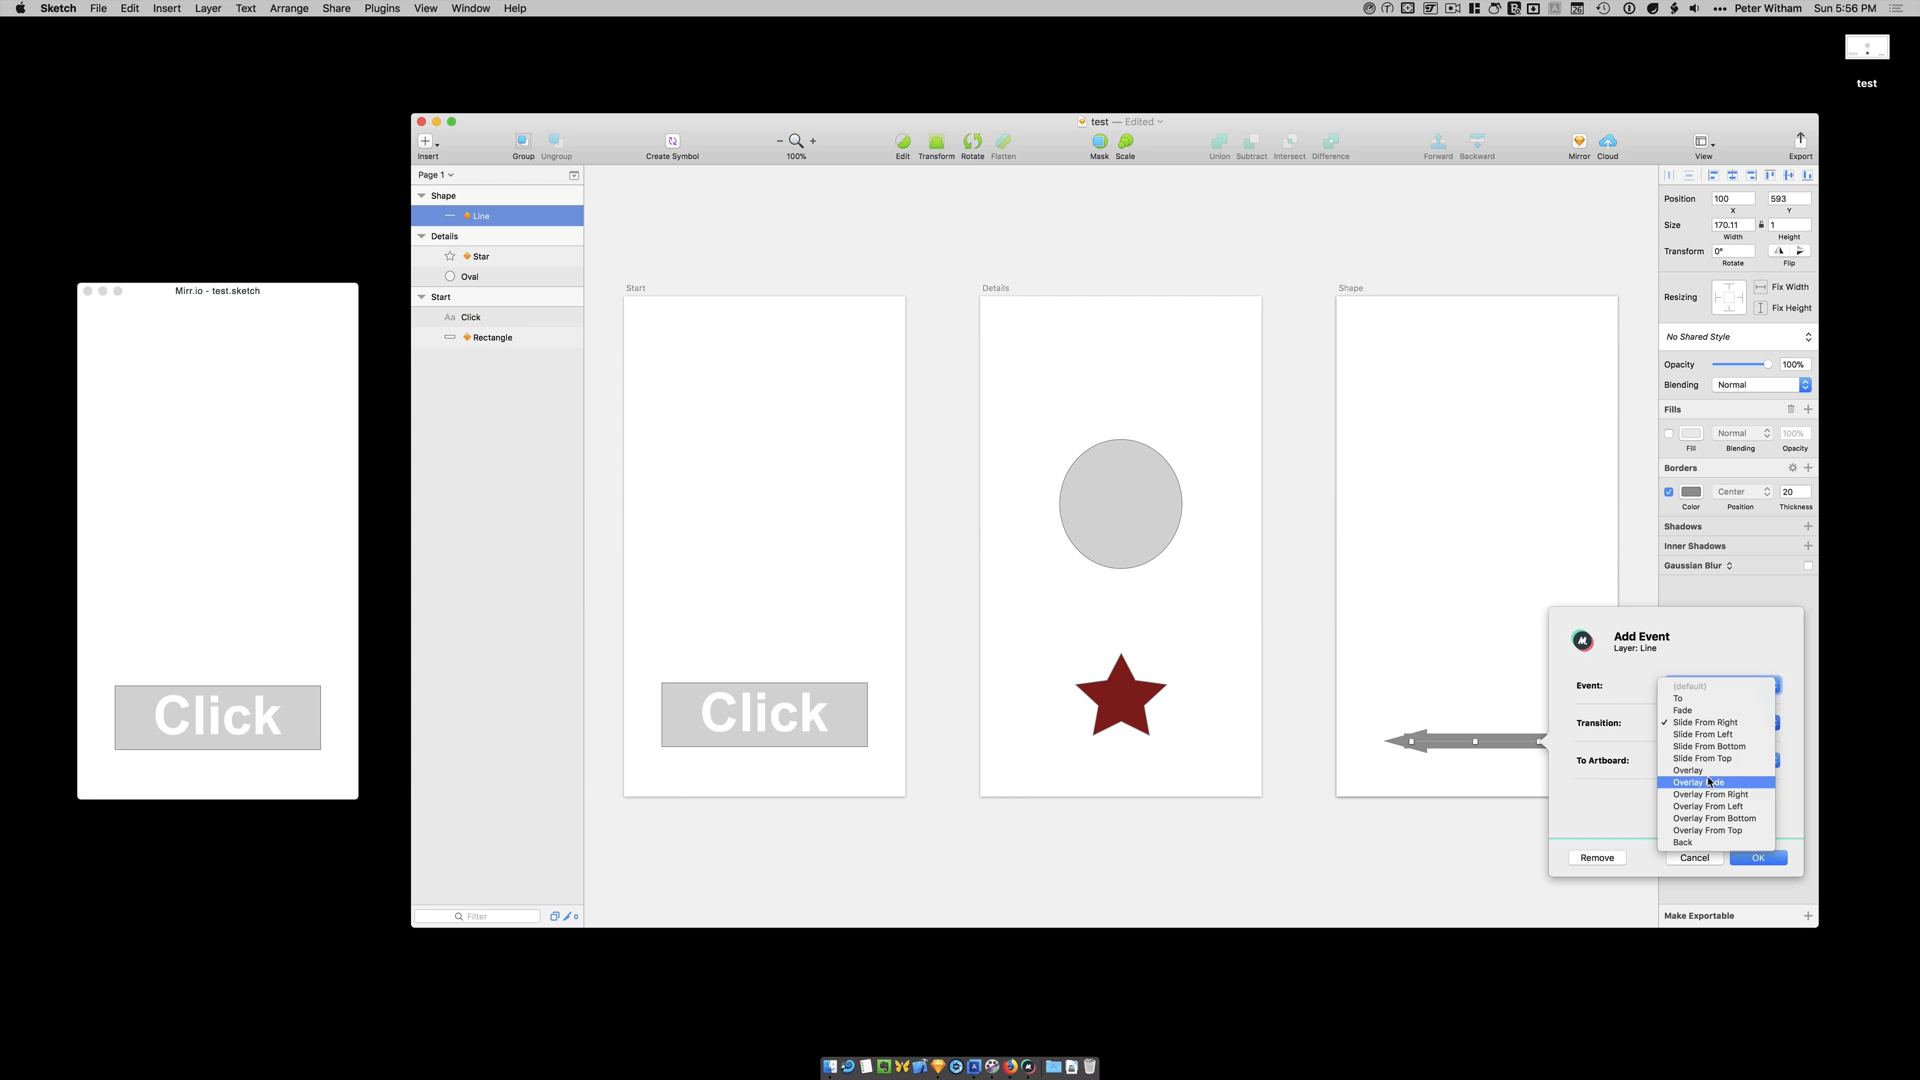 Sketch File Edit Insert Layer Text Arrange Share Plugins View Window Help
26 Peter Witham Sun 5:56 PM
test
test — Edited
Insert Group Ungroup Create Symbol 100% Edit Transform Rotate Flatten Mask Scale Union Subtract Intersect Difference Forward Backward Mirror Cloud View Export
Page 1
Shape
Line
Details
Star
Oval
Start
Aa Click
Rectangle
Filter
0
Mirr.io - test.sketch
Click
Start
Click
Details
Shape
Position 100 593
X Y
Size 170.11 1
Width Height
Transform 0°
Rotate Flip
Resizing Fix Width
Fix Height
No Shared Style
Opacity 100%
Blending Normal
Fills
Normal 100%
Fill Blending Opacity
Borders
Center 20
Color Position Thickness
Shadows
Inner Shadows
Gaussian Blur
Add Event
Layer: Line
Event:
Transition:
To Artboard:
(default)
To
Fade
✓ Slide From Right
Slide From Left
Slide From Bottom
Slide From Top
Overlay
Overlay
Overlay From Right
Overlay From Left
Overlay From Bottom
Overlay From Top
Back
Remove Cancel OK
Make Exportable